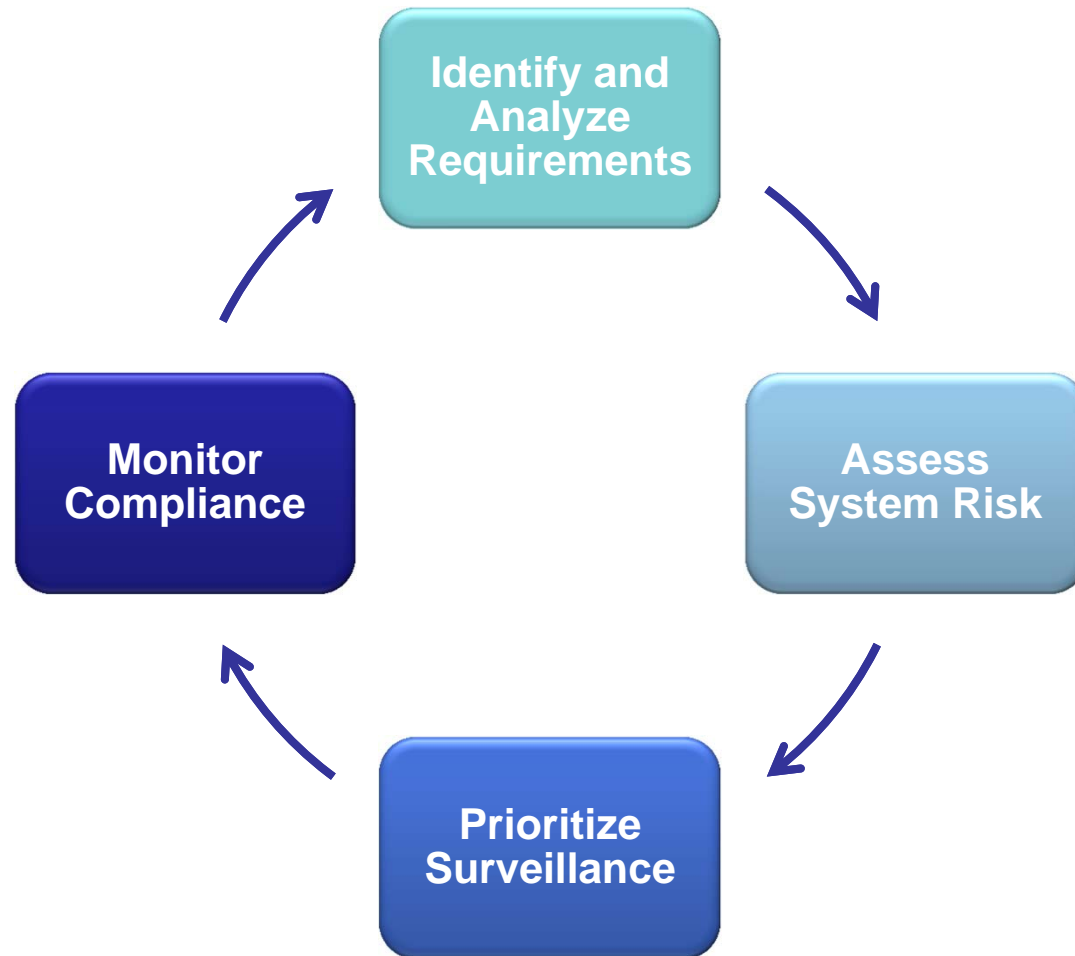 Identify and
Analyze
Requirements
Assess
System Risk
Prioritize
Surveillance
Monitor
Compliance